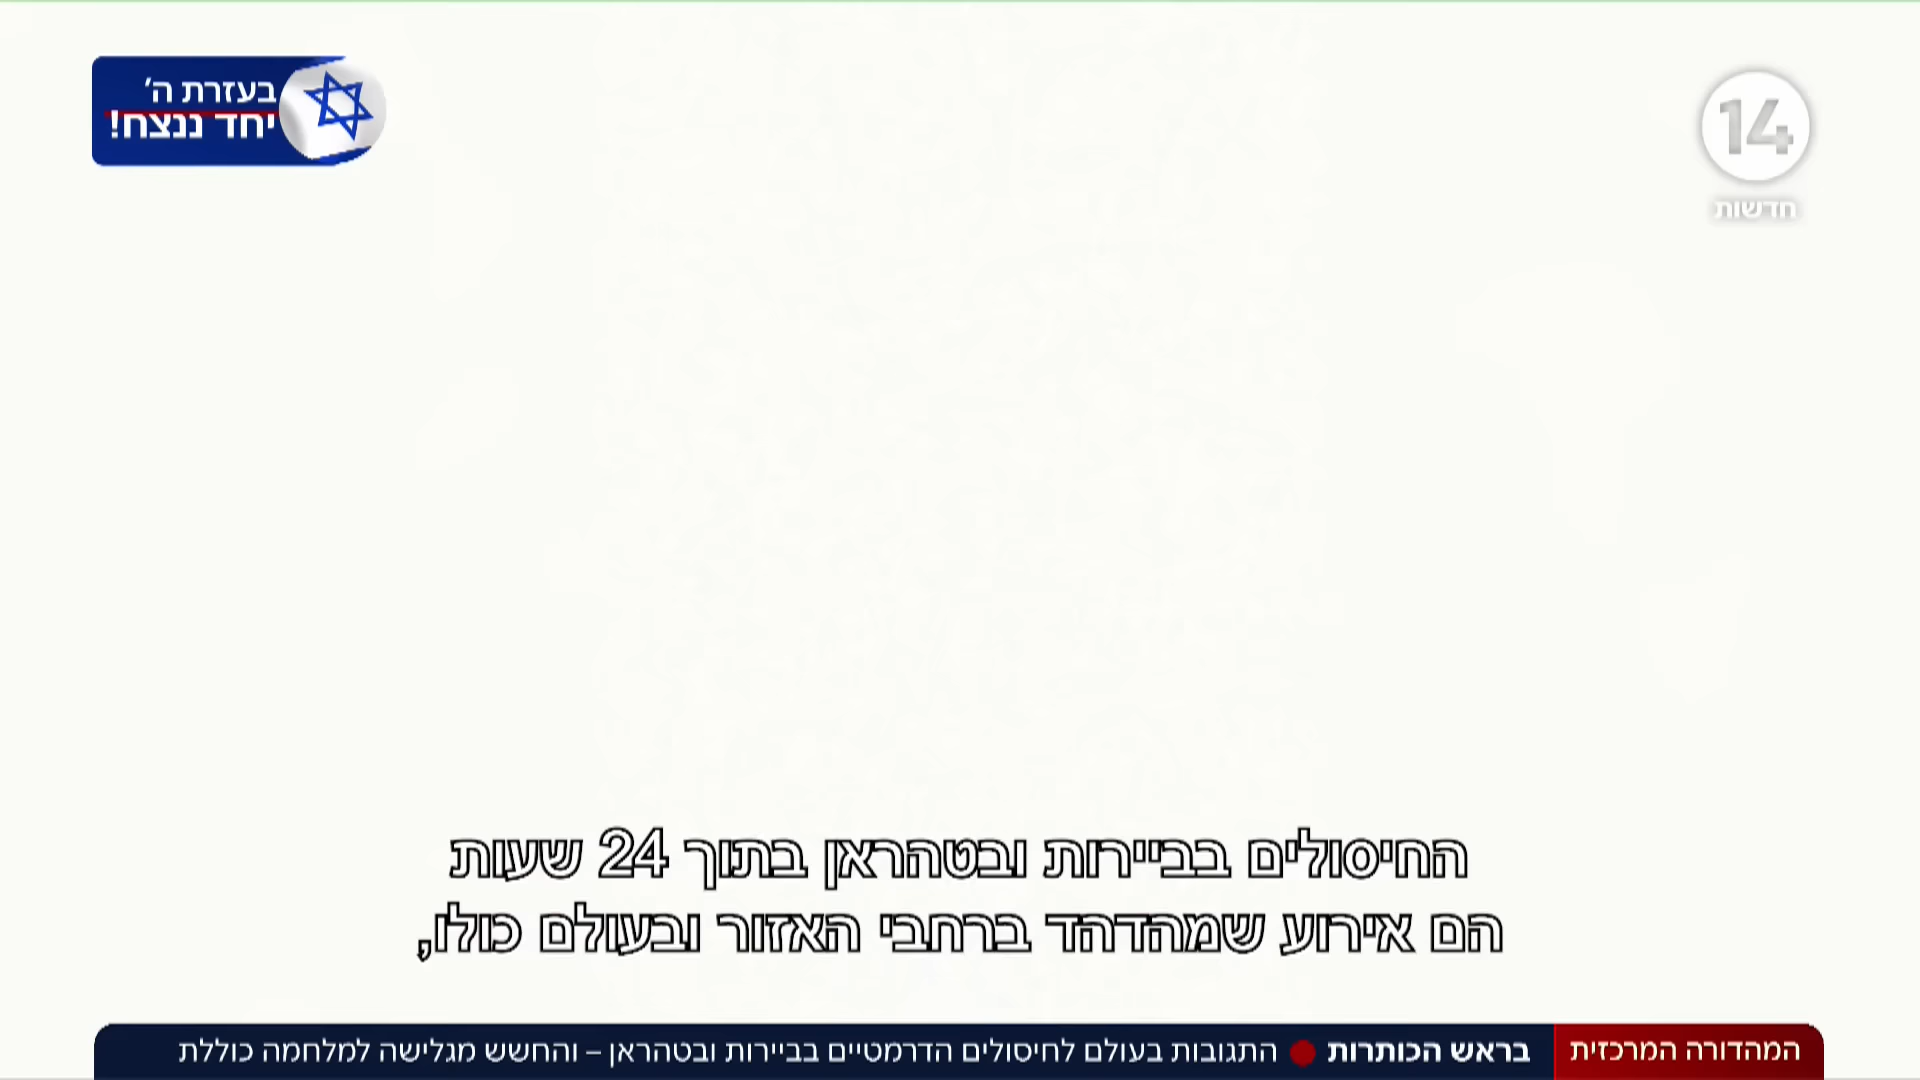 בעזרת ה׳
יחד ננצח!
14
חדשות
החיסולים בביירות ובטהראן בתוך 24 שעות
הם אירוע שמהדהד ברחבי האזור ובעולם כולו,
המהדורה המרכזית בראש הכותרות התגובות בעולם לחיסולים הדרמטיים בביירות ובטהראן – והחשש מגלישה למלחמה כוללת